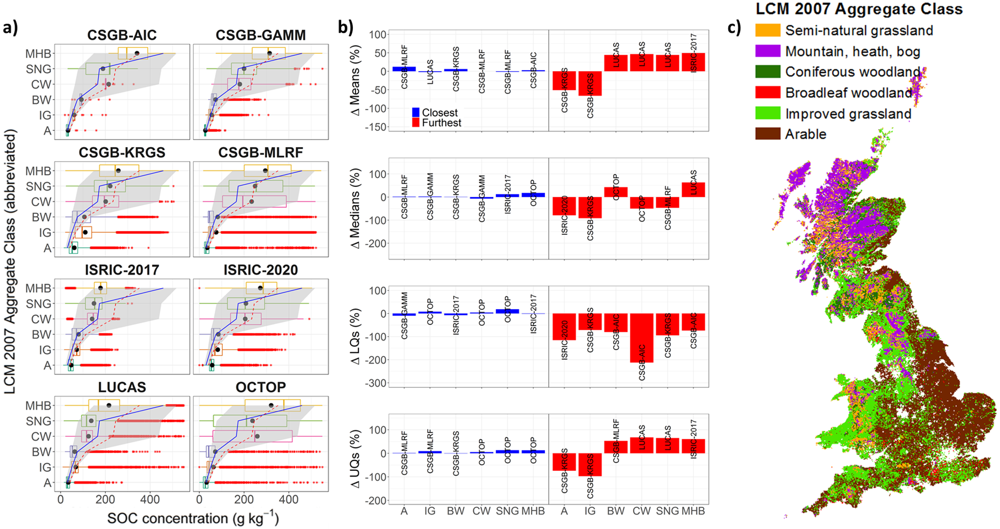 a)
CSGB-AIC
CSGB-GAMM
MHB
SNG
CW
BW
IG
A
CSGB-KRGS
CSGB-MLRF
MHB
SNG
CW
BW
IG
A
ISRIC-2017
ISRIC-2020
MHB
SNG
CW
BW
IG
A
LUCAS
OCTOP
MHB
SNG
CW
BW
IG
A
0 200 400 0 200 400
SOC concentration (g kg⁻¹)
LCM 2007 Aggregate Class (abbreviated)
b)
Δ Means (%)
100
50
0
-50
-100
-150
CSGB-MLRF
LUCAS
CSGB-KRGS
CSGB-MLRF
CSGB-MLRF
CSGB-AIC
CSGB-KRGS
CSGB-KRGS
LUCAS
LUCAS
LUCAS
ISRIC-2017
Closest
Furthest
Δ Medians (%)
100
0
-100
-200
CSGB-MLRF
CSGB-GAMM
CSGB-KRGS
CSGB-GAMM
ISRIC-2017
OCTOP
ISRIC-2020
CSGB-KRGS
OCTOP
OCTOP
CSGB-MLRF
LUCAS
Δ LQs (%)
100
0
-100
-200
-300
CSGB-GAMM
OCTOP
ISRIC-2017
OCTOP
OCTOP
ISRIC-2017
ISRIC-2020
CSGB-KRGS
CSGB-AIC
CSGB-AIC
CSGB-KRGS
CSGB-AIC
Δ UQs (%)
100
0
-100
-200
CSGB-MLRF
CSGB-MLRF
CSGB-KRGS
OCTOP
OCTOP
OCTOP
CSGB-KRGS
CSGB-KRGS
CSGB-MLRF
LUCAS
LUCAS
ISRIC-2017
A IG BW CW SNG MHB A IG BW CW SNG MHB
c)
LCM 2007 Aggregate Class
Semi-natural grassland
Mountain, heath, bog
Coniferous woodland
Broadleaf woodland
Improved grassland
Arable